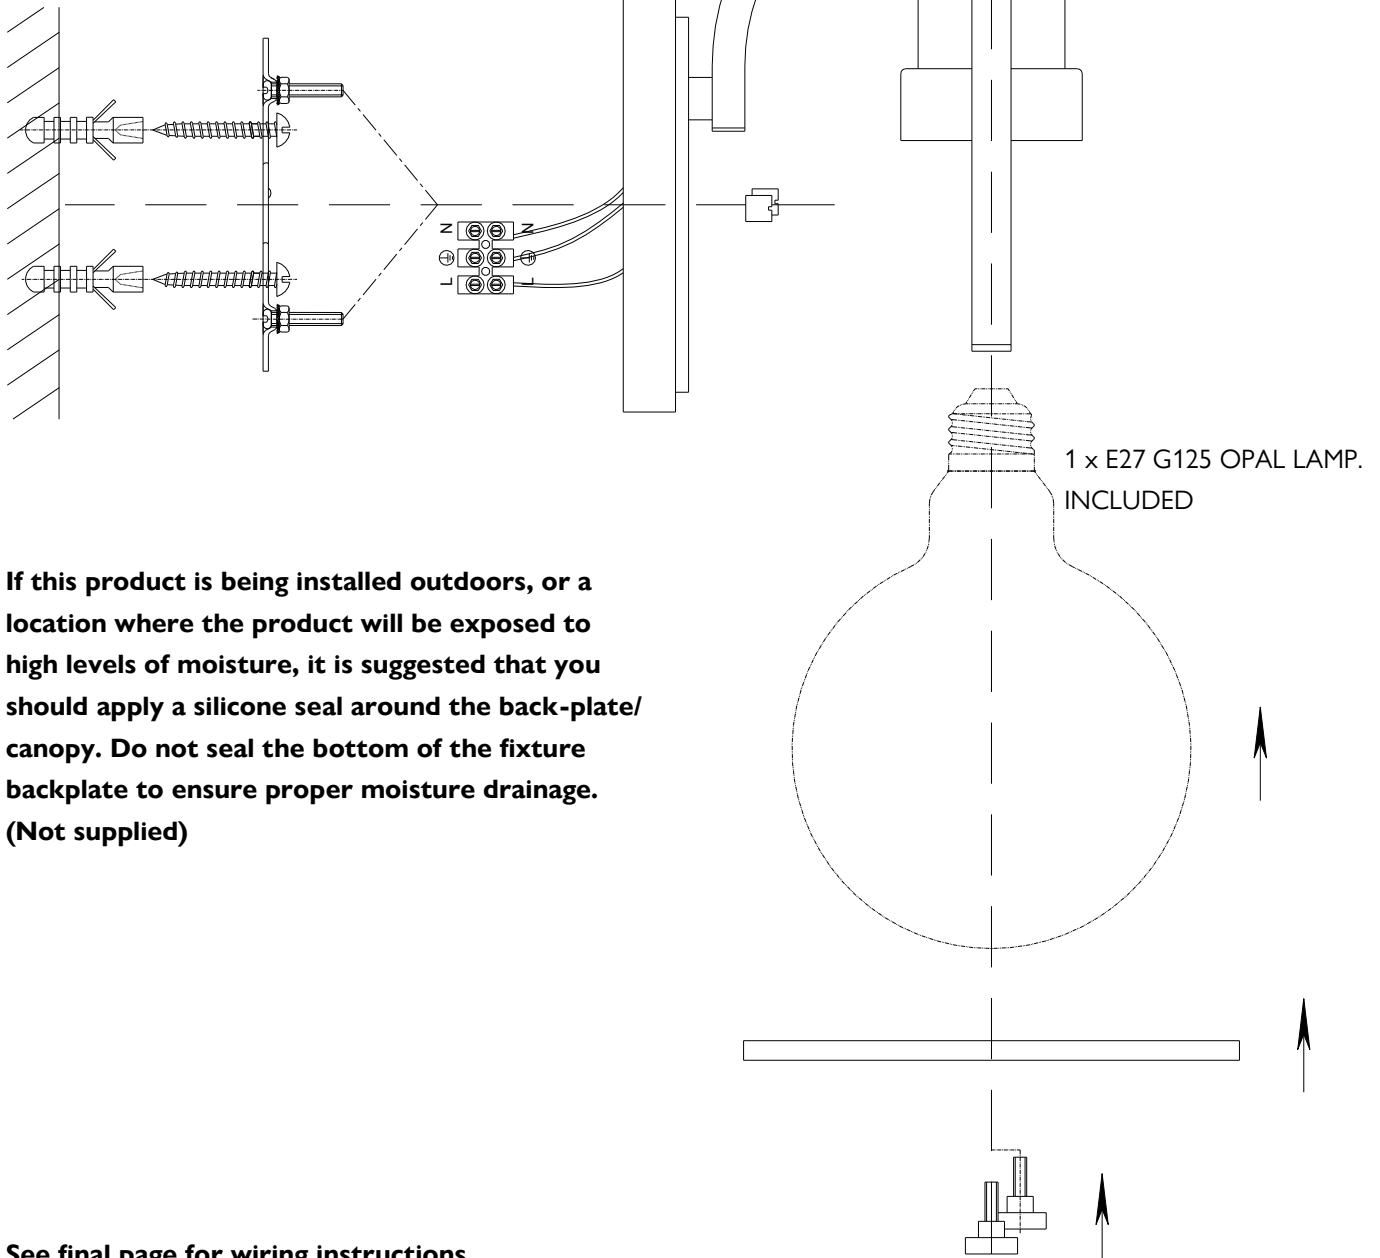 N N
L L
1 x E27 G125 OPAL LAMP.
INCLUDED
If this product is being installed outdoors, or a
location where the product will be exposed to
high levels of moisture, it is suggested that you
should apply a silicone seal around the back-plate/
canopy. Do not seal the bottom of the fixture
backplate to ensure proper moisture drainage.
(Not supplied)
See final page for wiring instructions